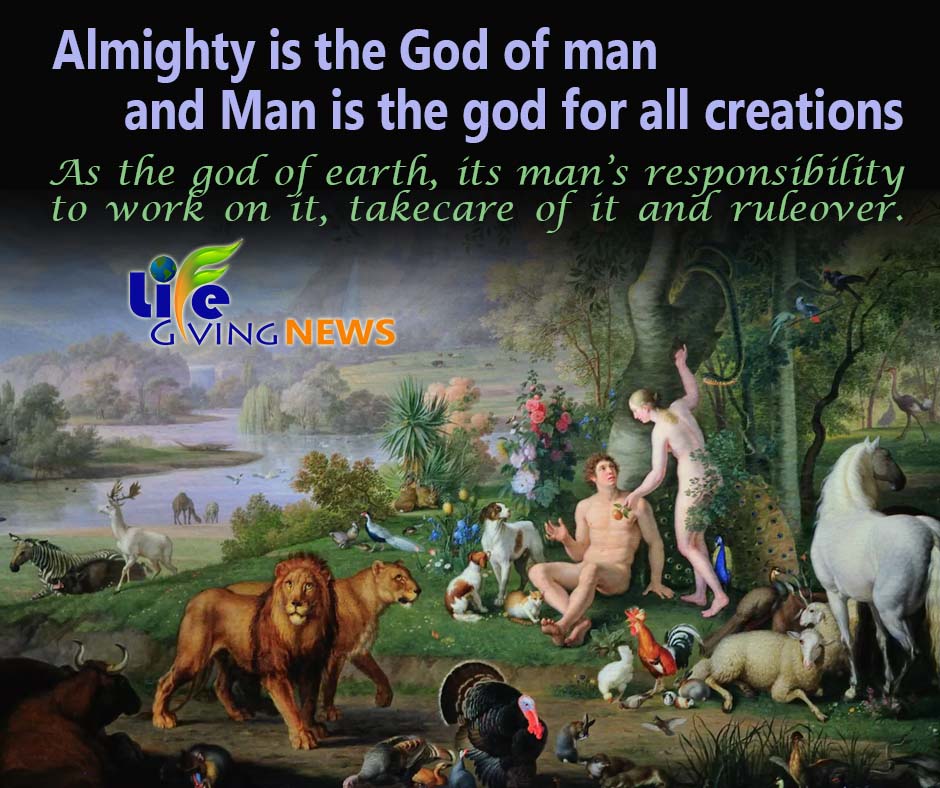 Almighty is the God of man
and Man is the god for all creations
As the god of earth, its man's responsibility
to work on it, takecare of it and ruleover.
Life
GIVING NEWS